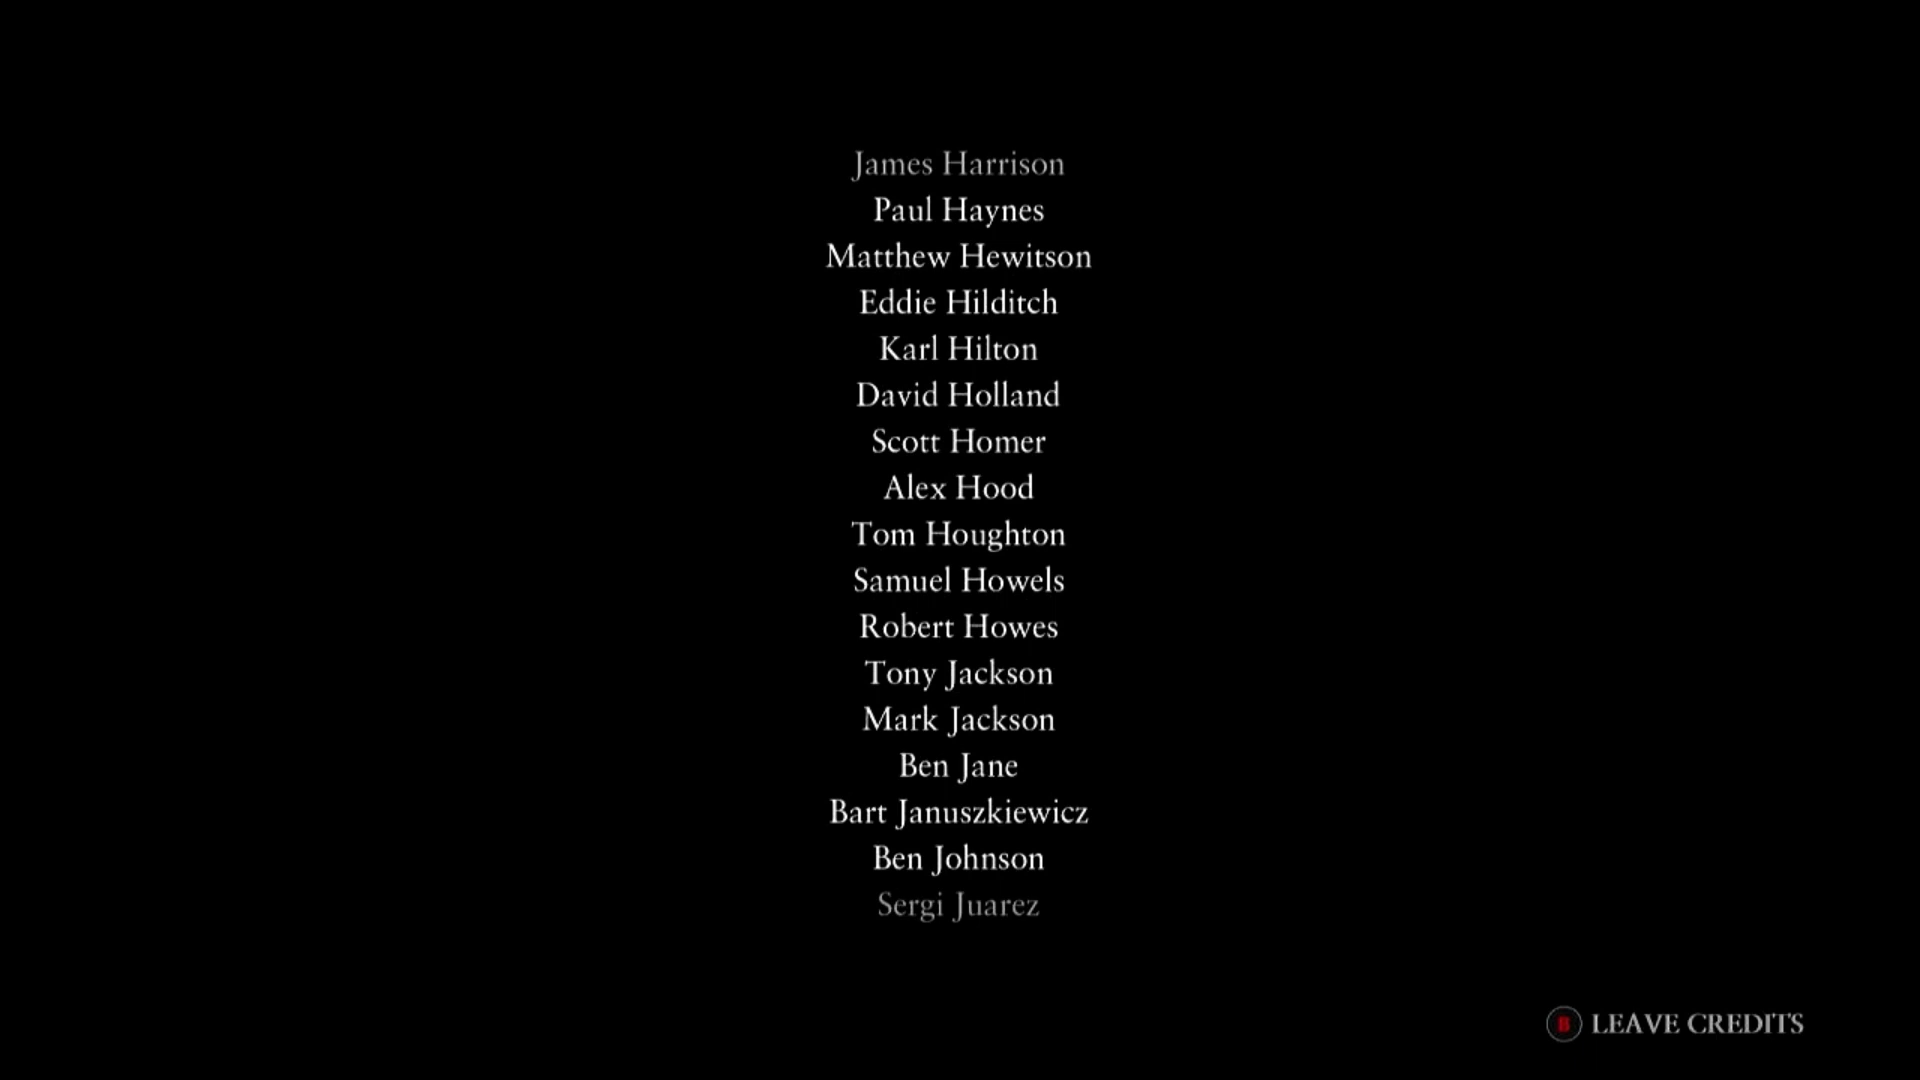 James Harrison
Paul Haynes
Matthew Hewitson
Eddie Hilditch
Karl Hilton
David Holland
Scott Homer
Alex Hood
Tom Houghton
Samuel Howels
Robert Howes
Tony Jackson
Mark Jackson
Ben Jane
Bart Januszkiewicz
Ben Johnson
Sergi Juarez
B LEAVE CREDITS